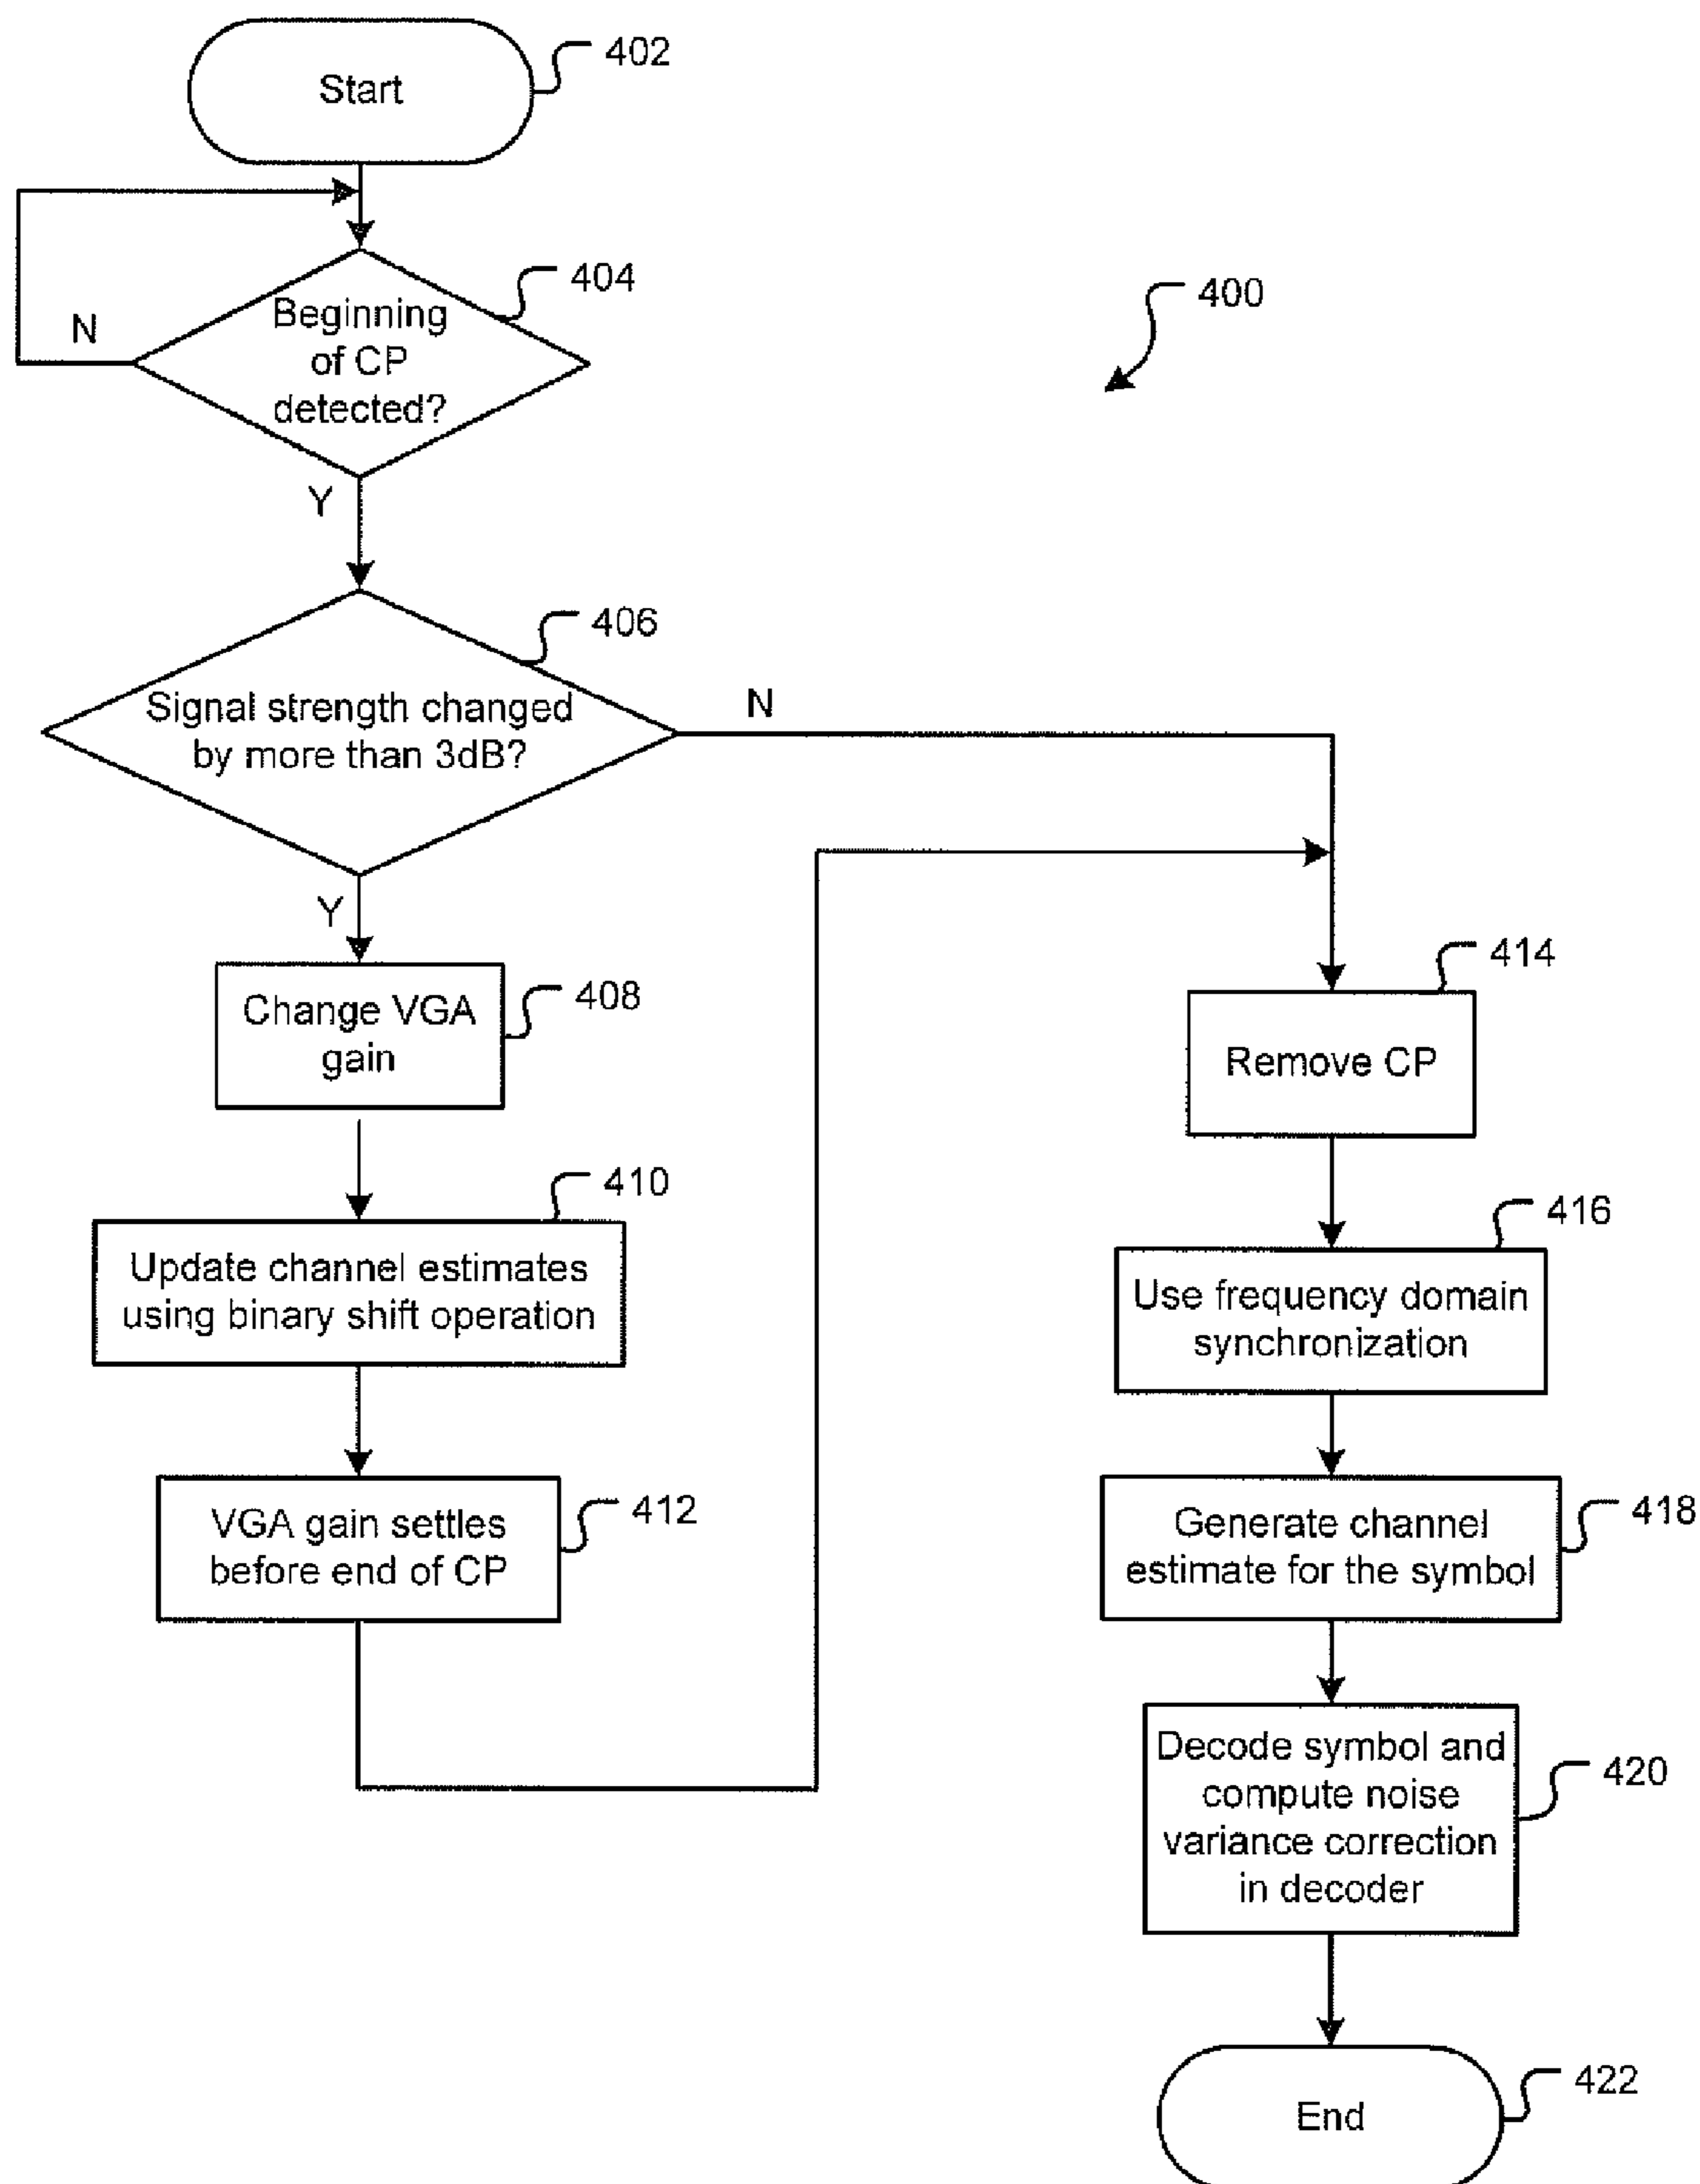 Start
402
Beginning
of CP
detected?
404
N
Y
400
Signal strength changed
by more than 3dB?
406
N
Y
Change VGA
gain
408
Update channel estimates
using binary shift operation
410
VGA gain settles
before end of CP
412
Remove CP
414
Use frequency domain
synchronization
416
Generate channel
estimate for the symbol
418
Decode symbol and
compute noise
variance correction
in decoder
420
End
422